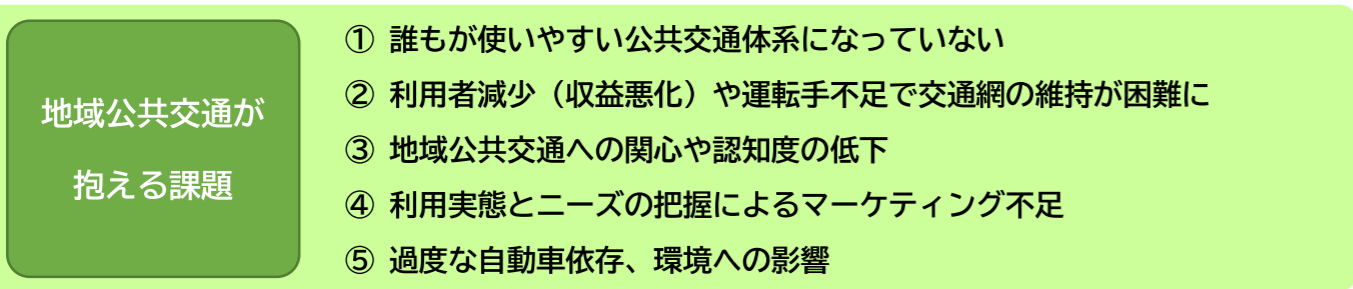 地域公共交通が
抱える課題
① 誰もが使いやすい公共交通体系になっていない
② 利用者減少（収益悪化）や運転手不足で交通網の維持が困難に
③ 地域公共交通への関心や認知度の低下
④ 利用実態とニーズの把握によるマーケティング不足
⑤ 過度な自動車依存、環境への影響